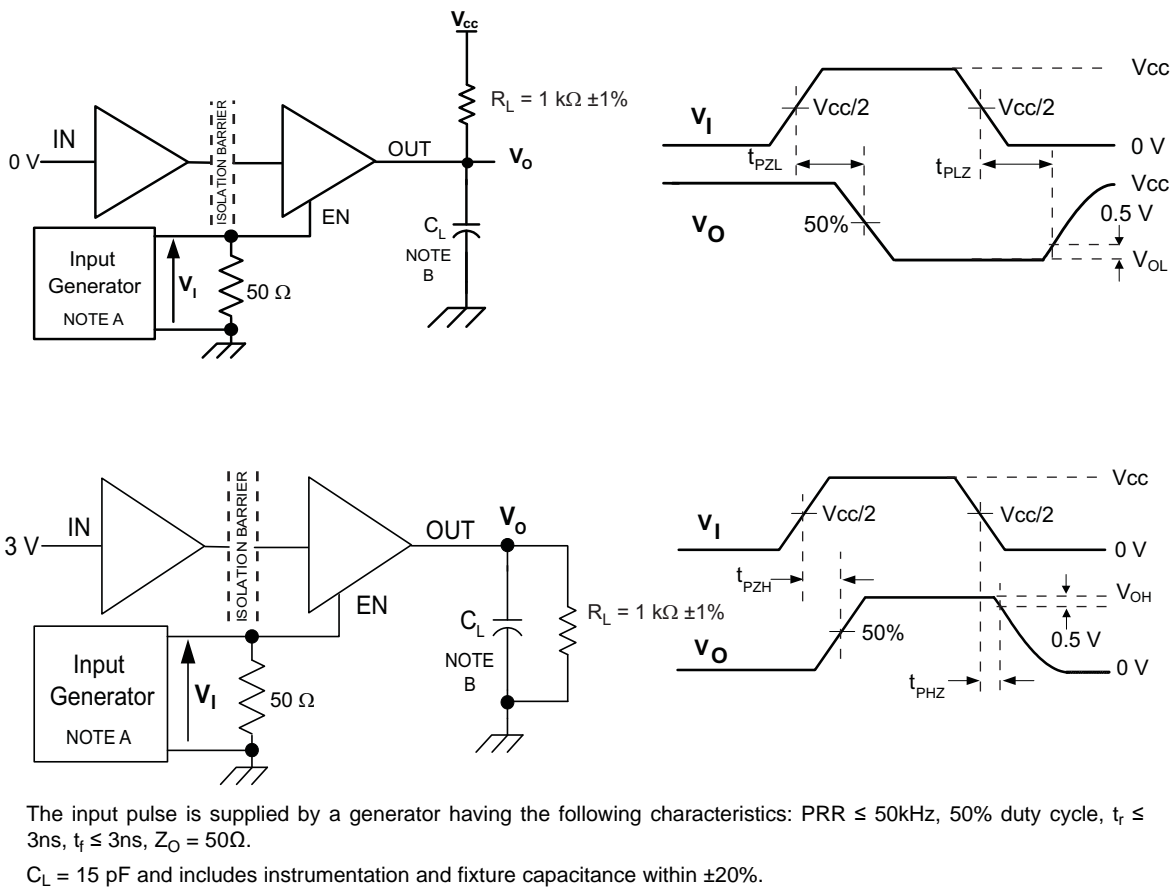 Vcc
RL = 1 kΩ ±1%
IN
0 V
ISOLATION BARRIER
OUT
VO
EN
CL
NOTE
B
Input
Generator
NOTE A
VI
50 Ω
Vcc
VI
Vcc/2
Vcc/2
0 V
tPZL
tPLZ
Vcc
0.5 V
VO
50%
VOL
IN
3 V
ISOLATION BARRIER
OUT
VO
EN
CL
NOTE
B
RL = 1 kΩ ±1%
Input
Generator
NOTE A
VI
50 Ω
Vcc
VI
Vcc/2
Vcc/2
0 V
tPZH
VOH
0.5 V
VO
50%
0 V
tPHZ
The input pulse is supplied by a generator having the following characteristics: PRR ≤ 50kHz, 50% duty cycle, tr ≤
3ns, tf ≤ 3ns, ZO = 50Ω.
CL = 15 pF and includes instrumentation and fixture capacitance within ±20%.